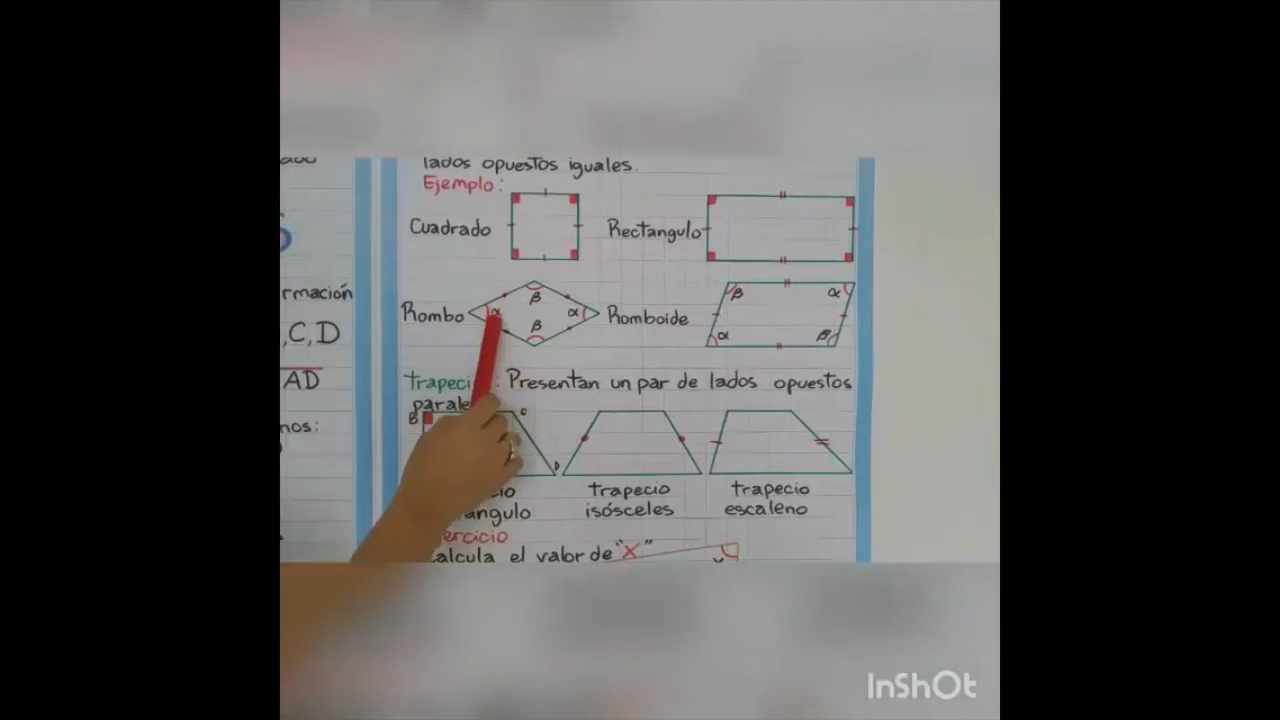 lados opuestos iguales.
Ejemplo:
Cuadrado
Rectangulo
Rombo
α
β
β
α
Romboide
β
α
α
β
Presentan un par de lados opuestos
B
C
D
trapecio
isósceles
trapecio
escaleno
Calcula el valor de "X"
rmación
,C,D
AD
nos:
InShOt